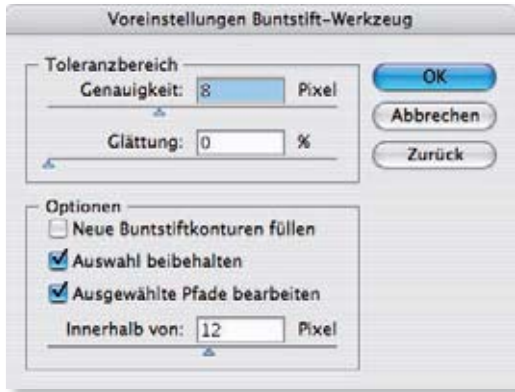 Voreinstellungen Buntstift-Werkzeug
Toleranzbereich
Genauigkeit: 8 Pixel
Glättung: 0 %
OK
Abbrechen
Zurück
Optionen
Neue Buntstiftkonturen füllen
Auswahl beibehalten
Ausgewählte Pfade bearbeiten
Innerhalb von: 12 Pixel